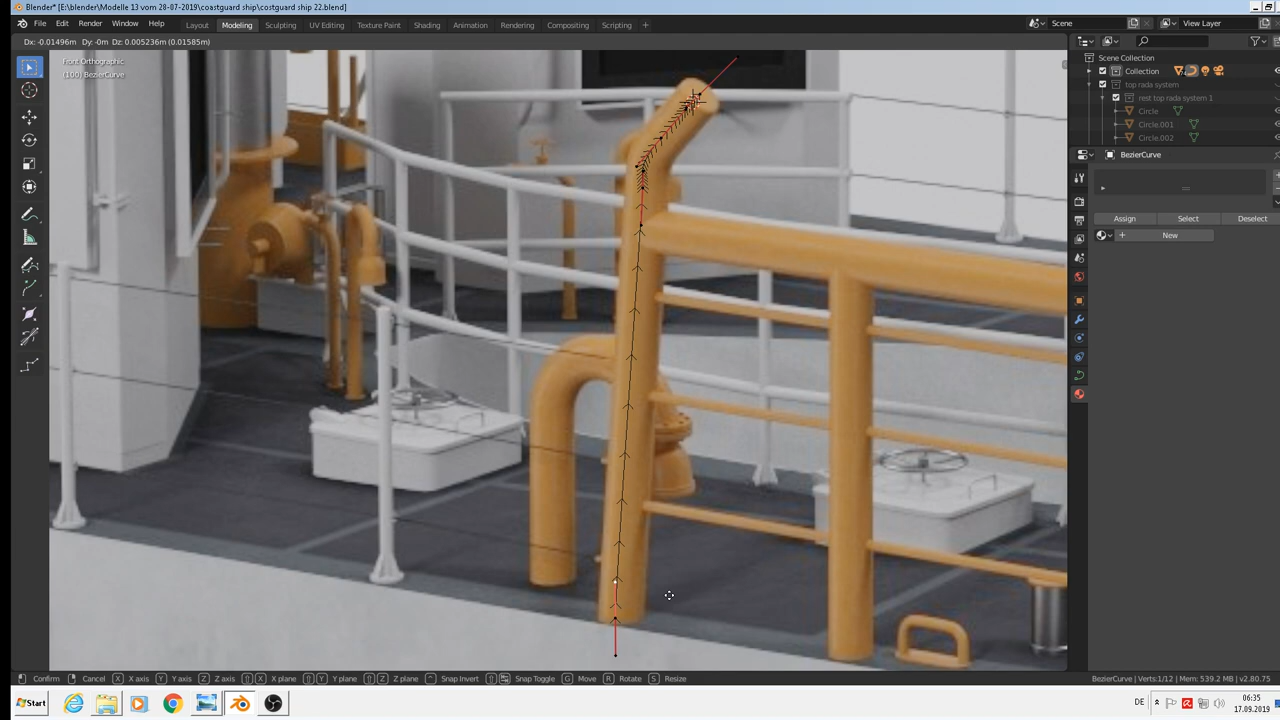 Blender* [E:\blender\Modelle 13 vom 28-07-2019\coastguard ship\costguard ship 22.blend]
File Edit Render Window Help Layout Modeling Sculpting UV Editing Texture Paint Shading Animation Rendering Compositing Scripting + Scene View Layer
Dx: -0.01496m Dy: -0m Dz: 0.005236m (0.01585m)
Front Orthographic
(100) BezierCurve
Scene Collection
Collection
top rada system
rest top rada system 1
Circle
Circle.001
Circle.002
BezierCurve
Assign Select Deselect
+ New
Confirm Cancel X X axis Y Y axis Z Z axis X X plane Y Y plane Z Z plane Snap Invert Snap Toggle G Move R Rotate S Resize
BezierCurve | Verts:1/12 | Mem: 539.2 MB | v2.80.75
Start
DE
06:35
17.09.2019